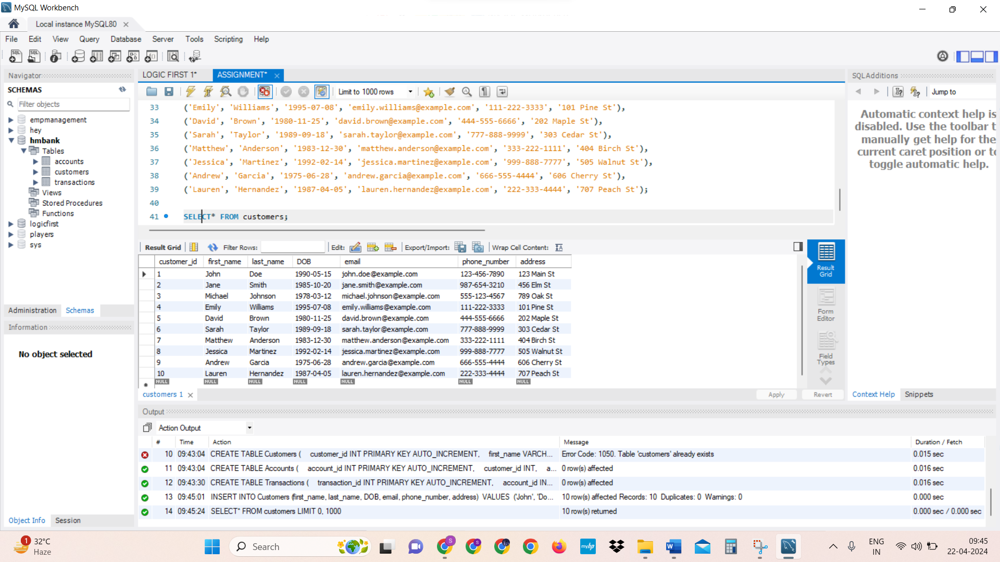 MySQL Workbench
Local instance MySQL80
File Edit View Query Database Server Tools Scripting Help
Navigator
SCHEMAS
Filter objects
empmanagement
hey
hmbank
Tables
accounts
customers
transactions
Views
Stored Procedures
Functions
logicfirst
players
sys
Administration Schemas
Information
No object selected
Object Info Session
LOGIC FIRST 1* ASSIGNMENT*
Limit to 1000 rows
33 ('Emily', 'Williams', '1995-07-08', 'emily.williams@example.com', '111-222-3333', '101 Pine St'),
34 ('David', 'Brown', '1980-11-25', 'david.brown@example.com', '444-555-6666', '202 Maple St'),
35 ('Sarah', 'Taylor', '1989-09-18', 'sarah.taylor@example.com', '777-888-9999', '303 Cedar St'),
36 ('Matthew', 'Anderson', '1983-12-30', 'matthew.anderson@example.com', '333-222-1111', '404 Birch St'),
37 ('Jessica', 'Martinez', '1992-02-14', 'jessica.martinez@example.com', '999-888-7777', '505 Walnut St'),
38 ('Andrew', 'Garcia', '1975-06-28', 'andrew.garcia@example.com', '666-555-4444', '606 Cherry St'),
39 ('Lauren', 'Hernandez', '1987-04-05', 'lauren.hernandez@example.com', '222-333-4444', '707 Peach St');
40
41 SELECT* FROM customers;
Result Grid Filter Rows: Edit: Export/Import: Wrap Cell Content:
customer_id first_name last_name DOB email phone_number address
1 John Doe 1990-05-15 john.doe@example.com 123-456-7890 123 Main St
2 Jane Smith 1985-10-20 jane.smith@example.com 987-654-3210 456 Elm St
3 Michael Johnson 1978-03-12 michael.johnson@example.com 555-123-4567 789 Oak St
4 Emily Williams 1995-07-08 emily.williams@example.com 111-222-3333 101 Pine St
5 David Brown 1980-11-25 david.brown@example.com 444-555-6666 202 Maple St
6 Sarah Taylor 1989-09-18 sarah.taylor@example.com 777-888-9999 303 Cedar St
7 Matthew Anderson 1983-12-30 matthew.anderson@example.com 333-222-1111 404 Birch St
8 Jessica Martinez 1992-02-14 jessica.martinez@example.com 999-888-7777 505 Walnut St
9 Andrew Garcia 1975-06-28 andrew.garcia@example.com 666-555-4444 606 Cherry St
10 Lauren Hernandez 1987-04-05 lauren.hernandez@example.com 222-333-4444 707 Peach St
NULL NULL NULL NULL NULL NULL NULL
Result
Grid
Form
Editor
Field
Types
customers 1 Apply Revert
SQLAdditions
Jump to
Automatic context help is
disabled. Use the toolbar t
manually get help for the
current caret position or to
toggle automatic help.
Context Help Snippets
Output
Action Output
# Time Action Message Duration / Fetch
10 09:43:04 CREATE TABLE Customers ( customer_id INT PRIMARY KEY AUTO_INCREMENT, first_name VARCH... Error Code: 1050. Table 'customers' already exists 0.015 sec
11 09:43:04 CREATE TABLE Accounts ( account_id INT PRIMARY KEY AUTO_INCREMENT, customer_id INT, a... 0 row(s) affected 0.016 sec
12 09:43:30 CREATE TABLE Transactions ( transaction_id INT PRIMARY KEY AUTO_INCREMENT, account_id IN... 0 row(s) affected 0.016 sec
13 09:45:01 INSERT INTO Customers (first_name, last_name, DOB, email, phone_number, address) VALUES ('John', 'Do... 10 row(s) affected Records: 10 Duplicates: 0 Warnings: 0 0.000 sec
14 09:45:24 SELECT* FROM customers LIMIT 0, 1000 10 row(s) returned 0.000 sec / 0.000 sec
1 32°C
Haze
Search
S
S
myhp
W
ENG
IN
09:45
22-04-2024